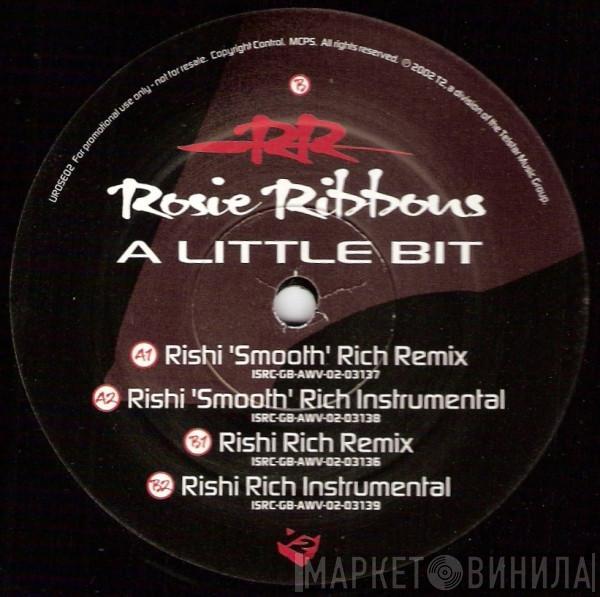 UROSE02 For promotional use only - not for resale. Copyright Control. MCPS. All rights reserved. ℗ 2002 T2, a division of the Telstar Music Group.
B
RR
Rosie Ribbons
A LITTLE BIT
A1 Rishi 'Smooth' Rich Remix
ISRC-GB-AWV-02-03137
A2 Rishi 'Smooth' Rich Instrumental
ISRC-GB-AWV-02-03138
B1 Rishi Rich Remix
ISRC-GB-AWV-02-03136
B2 Rishi Rich Instrumental
ISRC-GB-AWV-02-03139
МАРКЕТ ВИНИЛА